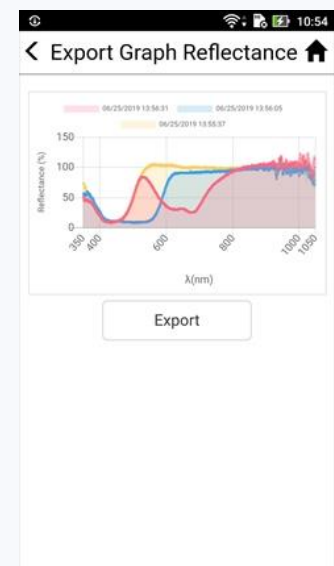 10:54
Export Graph Reflectance
06/25/2019 13:56:31 06/25/2019 13:56:05
06/25/2019 13:55:37
150
100
50
0
Reflectance (%)
350 400 600 800 1000 1050
λ(nm)
Export